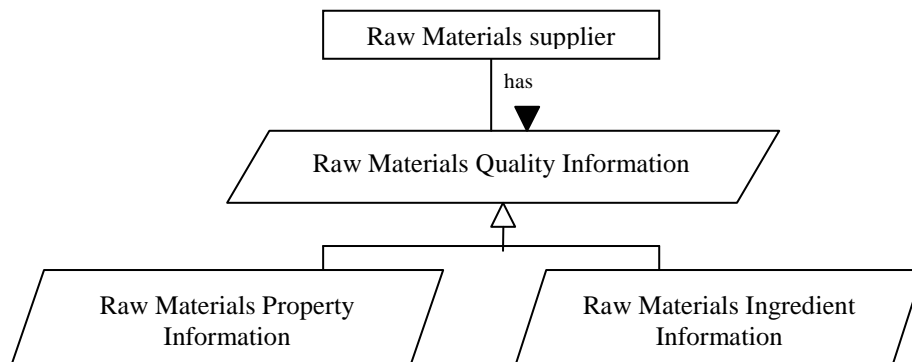 Raw Materials supplier
has
Raw Materials Quality Information
Raw Materials Property
Information
Raw Materials Ingredient
Information